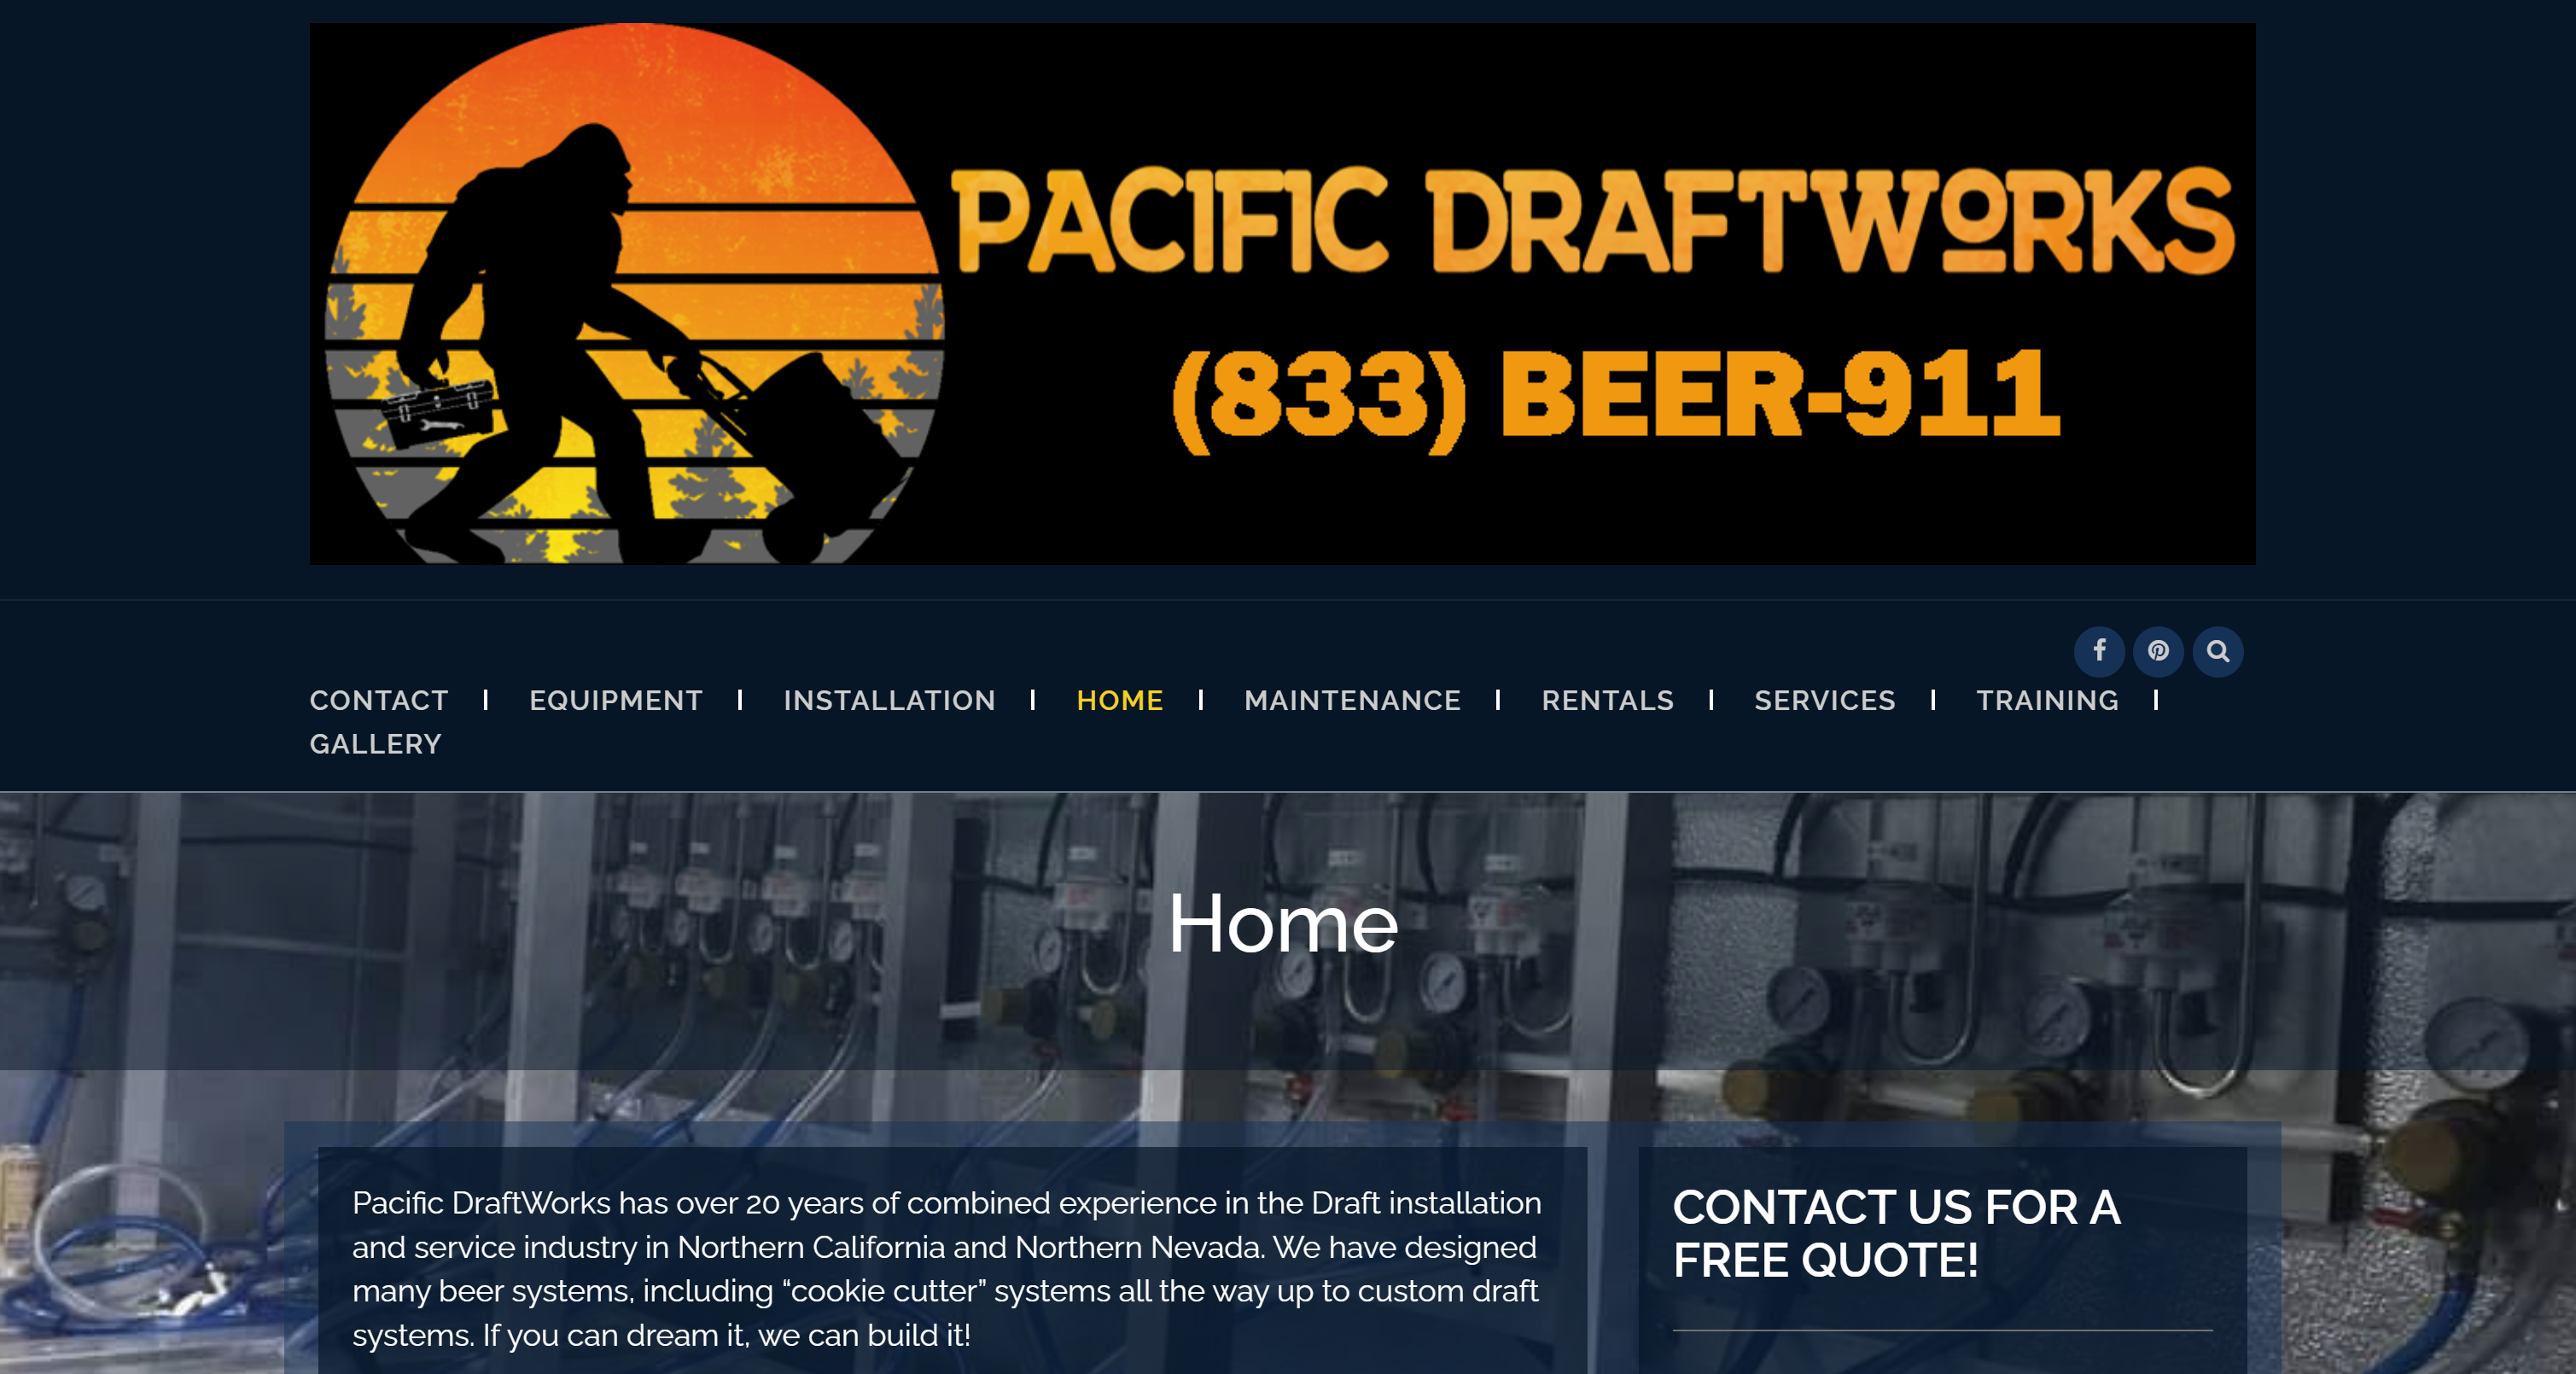 PACIFIC DRAFTWORKS
(833) BEER-911
CONTACT EQUIPMENT INSTALLATION HOME MAINTENANCE RENTALS SERVICES TRAINING
GALLERY
Home
Pacific DraftWorks has over 20 years of combined experience in the Draft installation
and service industry in Northern California and Northern Nevada. We have designed
many beer systems, including “cookie cutter” systems all the way up to custom draft
systems. If you can dream it, we can build it!
CONTACT US FOR A
FREE QUOTE!